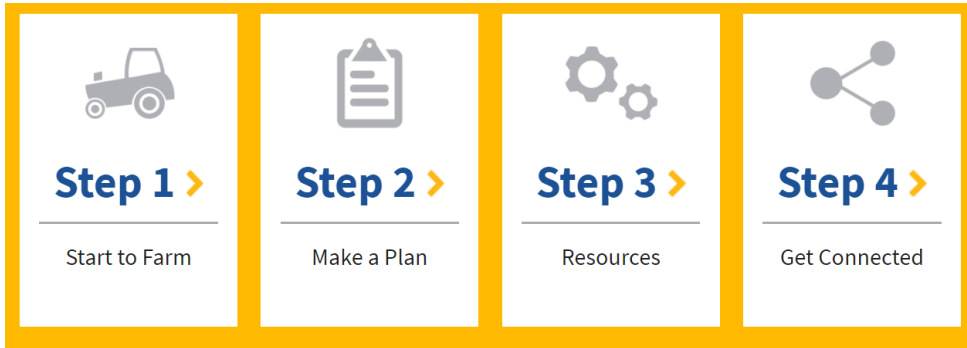 Step 1
Start to Farm
Step 2
Make a Plan
Step 3
Resources
Step 4
Get Connected